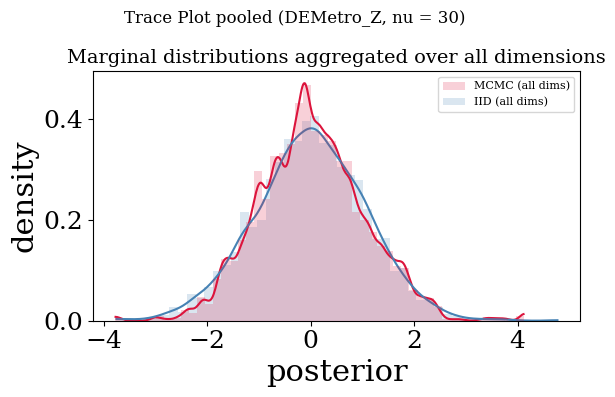 Trace Plot pooled (DEMetro_Z, nu = 30)
Marginal distributions aggregated over all dimensions
MCMC (all dims)
IID (all dims)
density
0.4
0.2
0.0
−4
−2
0
2
4
posterior